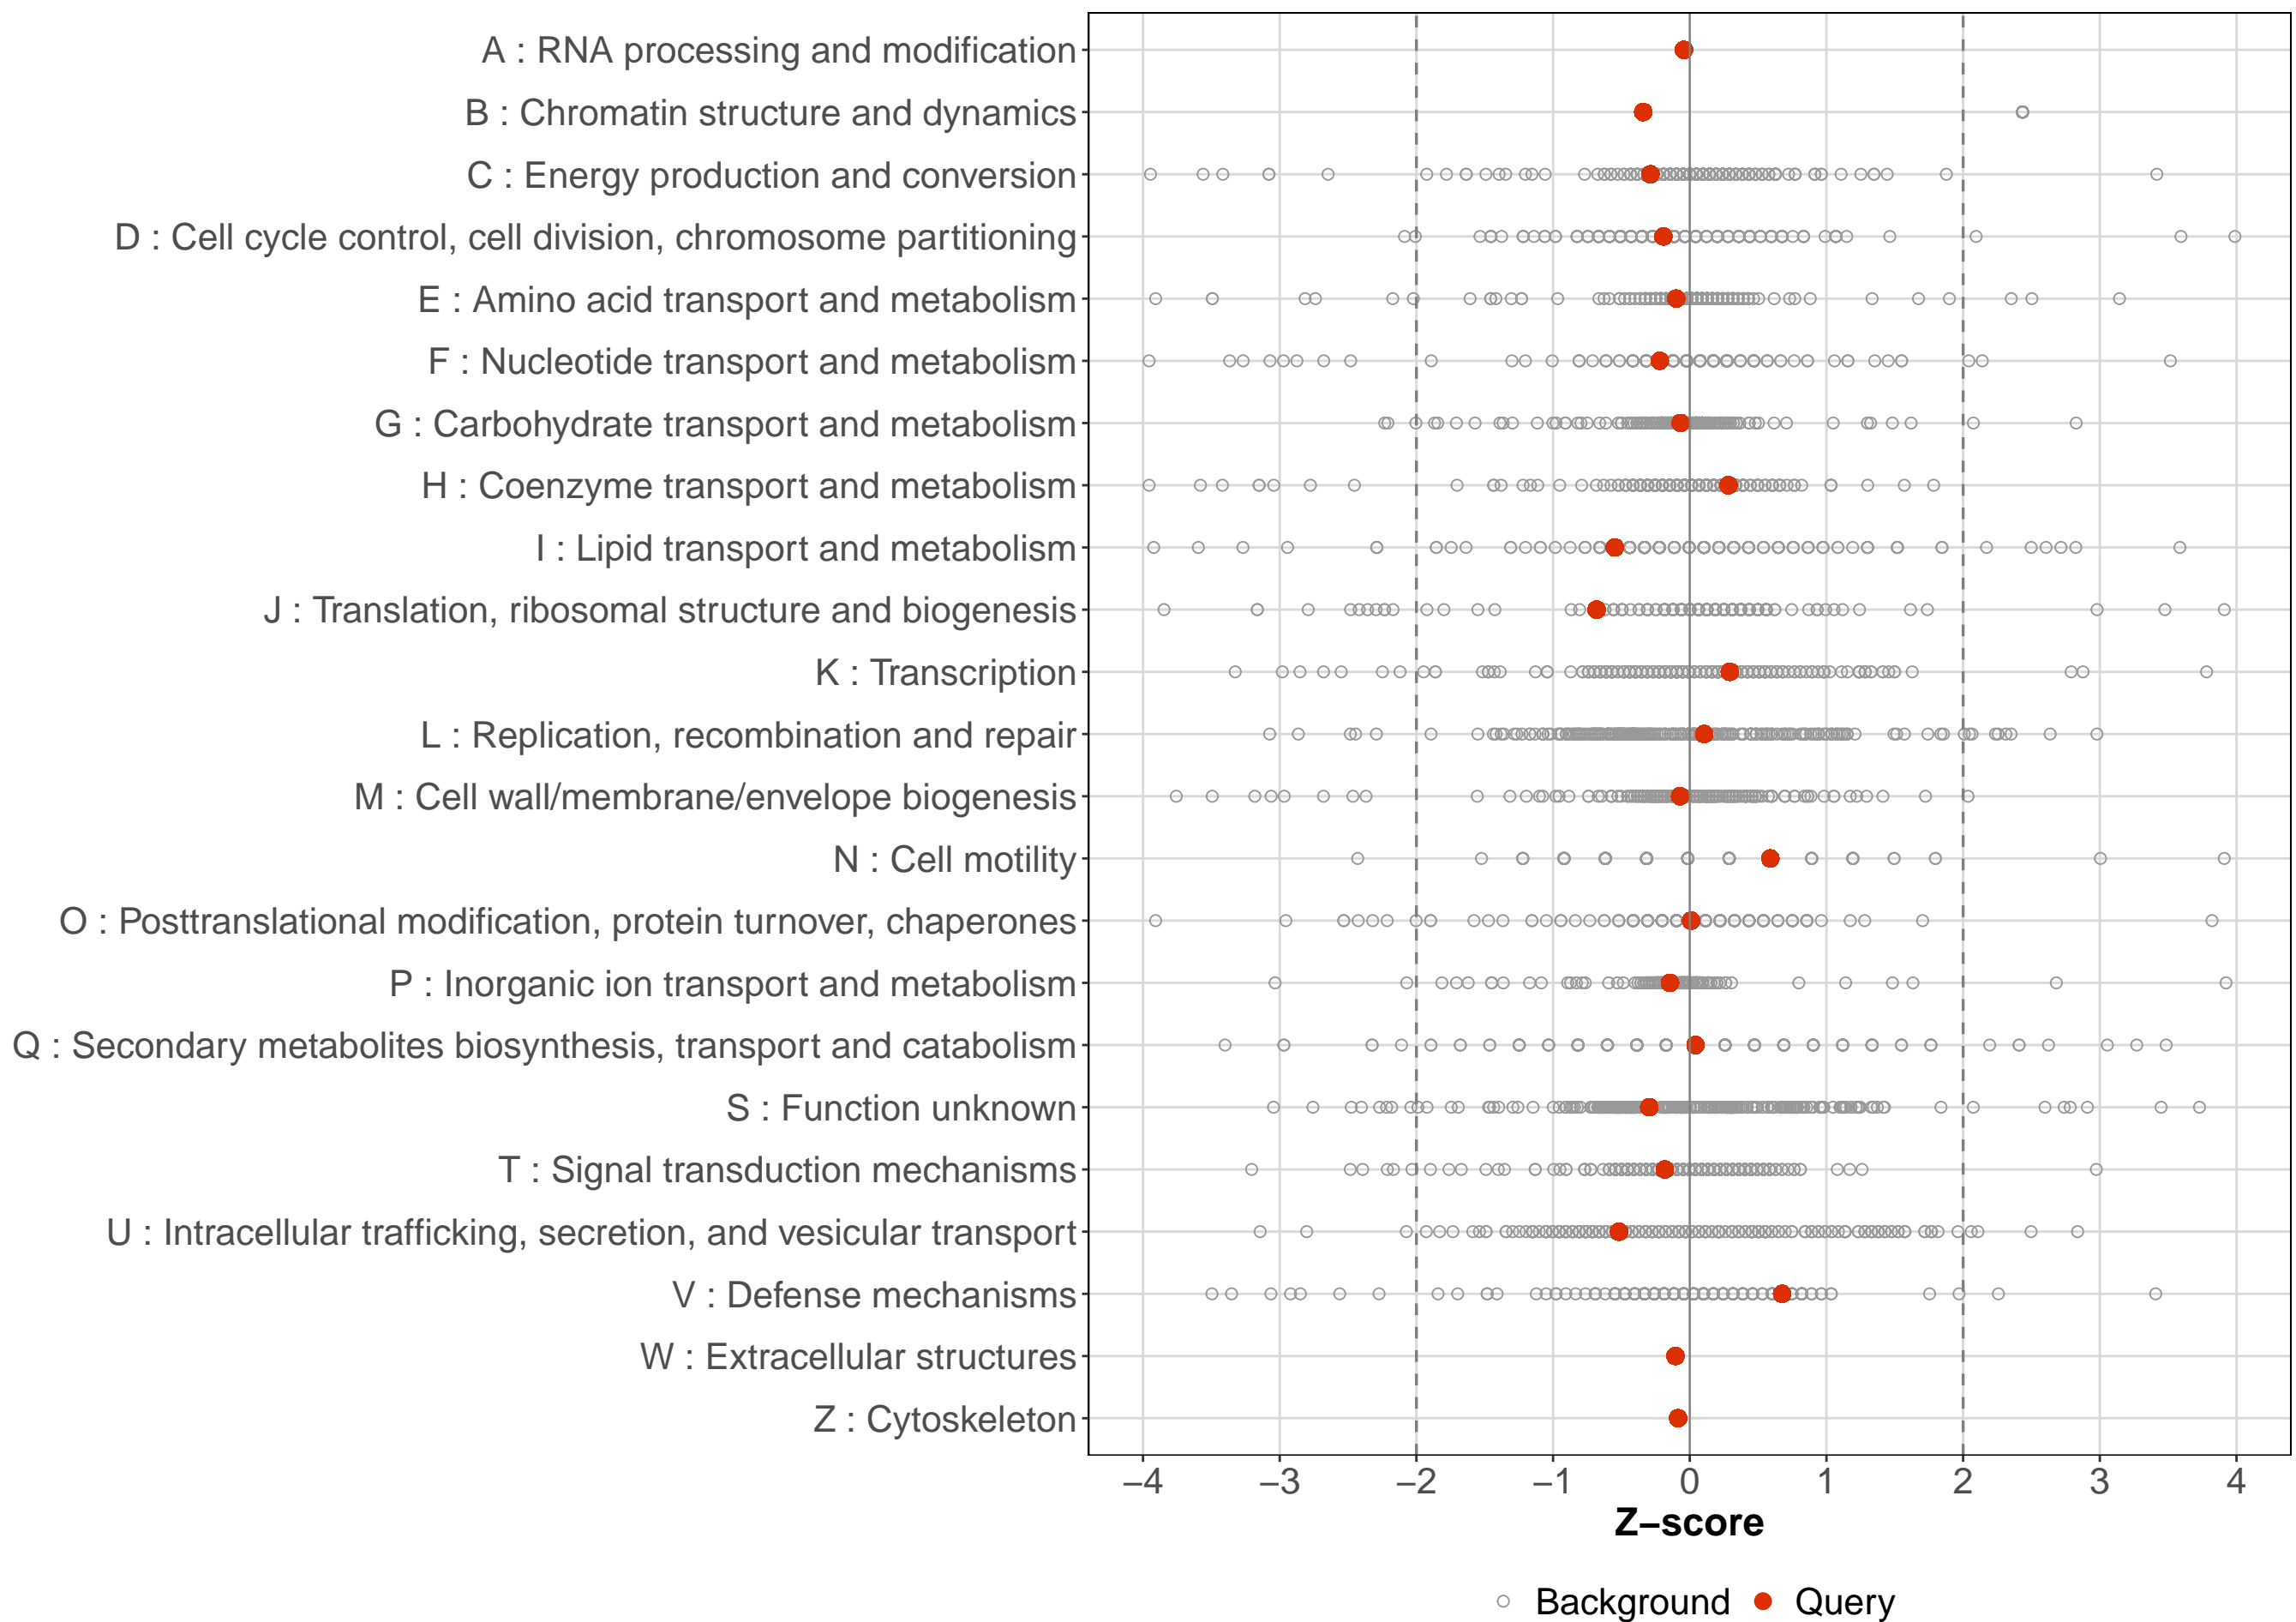 A : RNA processing and modification
B : Chromatin structure and dynamics
C : Energy production and conversion
D : Cell cycle control, cell division, chromosome partitioning
E : Amino acid transport and metabolism
F : Nucleotide transport and metabolism
G : Carbohydrate transport and metabolism
H : Coenzyme transport and metabolism
I : Lipid transport and metabolism
J : Translation, ribosomal structure and biogenesis
K : Transcription
L : Replication, recombination and repair
M : Cell wall/membrane/envelope biogenesis
N : Cell motility
O : Posttranslational modification, protein turnover, chaperones
P : Inorganic ion transport and metabolism
Q : Secondary metabolites biosynthesis, transport and catabolism
S : Function unknown
T : Signal transduction mechanisms
U : Intracellular trafficking, secretion, and vesicular transport
V : Defense mechanisms
W : Extracellular structures
Z : Cytoskeleton
−4 −3 −2 −1 0 1 2 3 4
Z−score
Background Query